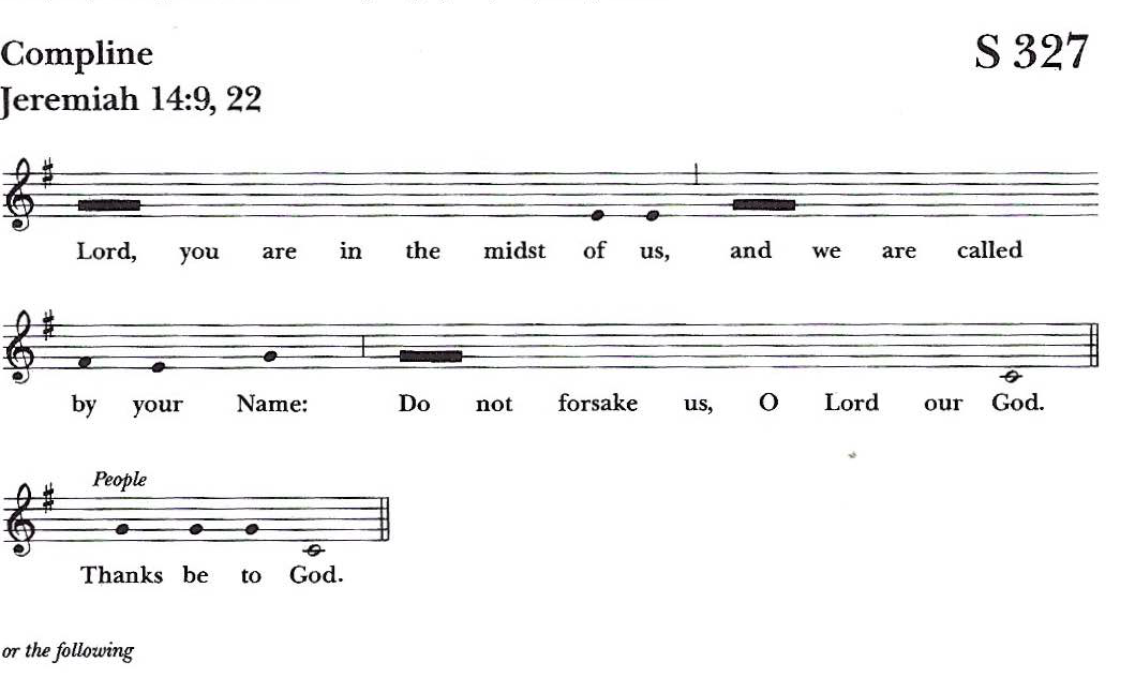 Compline
S 327
Jeremiah 14:9, 22
Lord, you are in the midst of us, and we are called
by your Name: Do not forsake us, O Lord our God.
People
Thanks be to God.
or the following